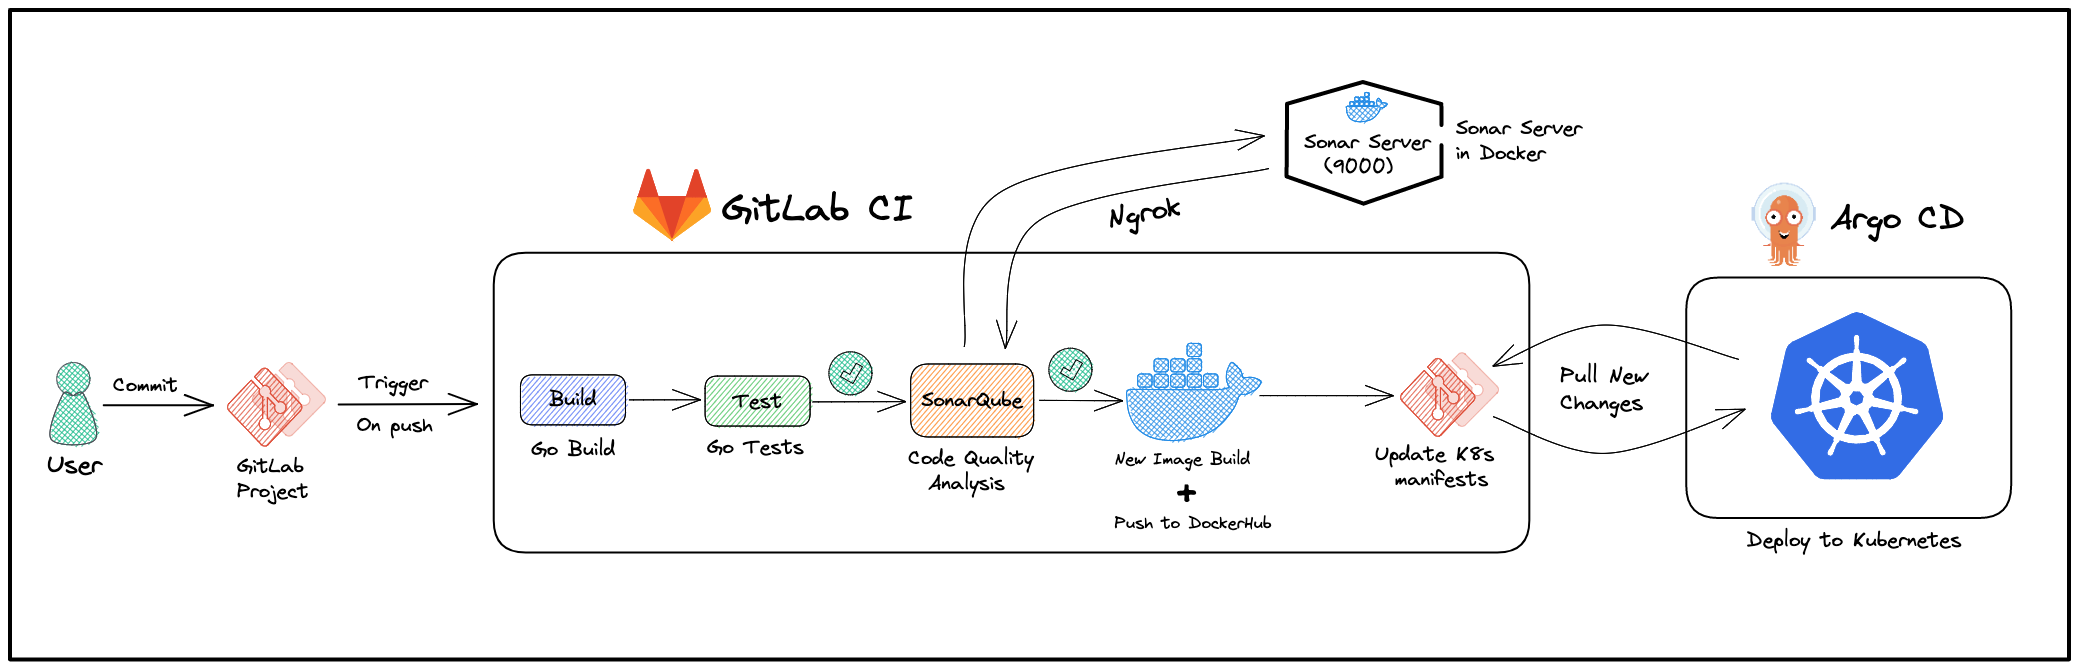 Sonar Server
(9000)
Sonar Server
in Docker
GitLab CI
Ngrok
Argo CD
Commit
User
GitLab
Project
Trigger
On push
Build
Go Build
Test
Go Tests
SonarQube
Code Quality
Analysis
New Image Build
+
Push to DockerHub
Update K8s
manifests
Pull New
Changes
Deploy to Kubernetes